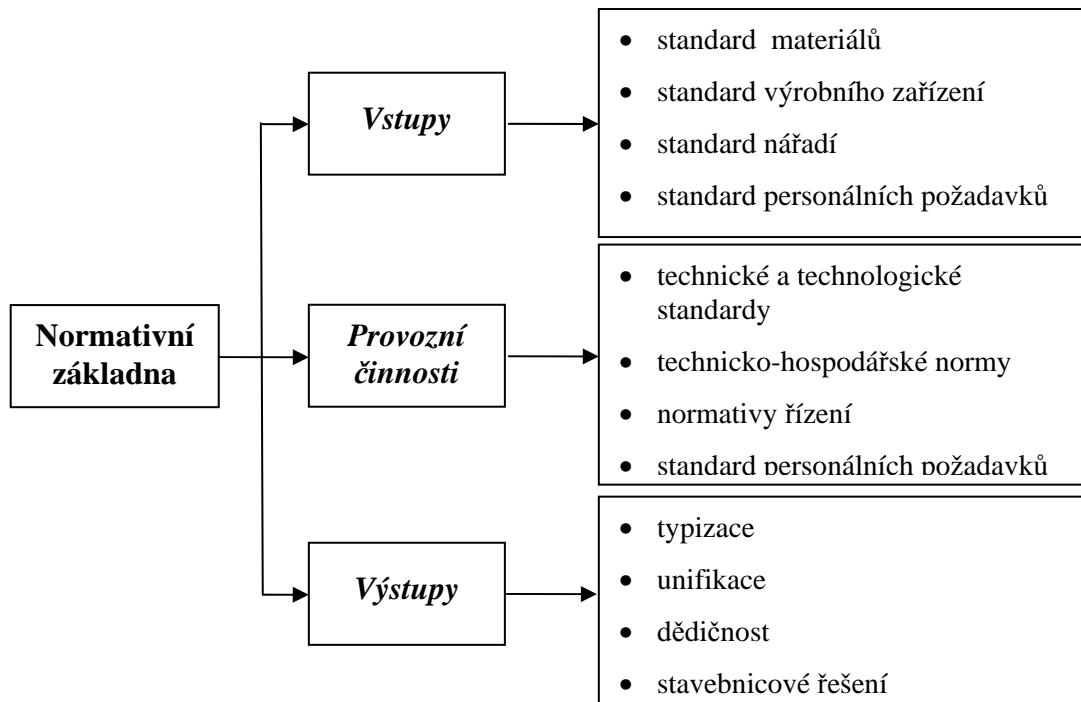 Normativní
základna
Vstupy
• standard materiálů
• standard výrobního zařízení
• standard nářadí
• standard personálních požadavků
Provozní
činnosti
• technické a technologické
standardy
• technicko-hospodářské normy
• normativy řízení
• standard personálních požadavků
Výstupy
• typizace
• unifikace
• dědičnost
• stavebnicové řešení